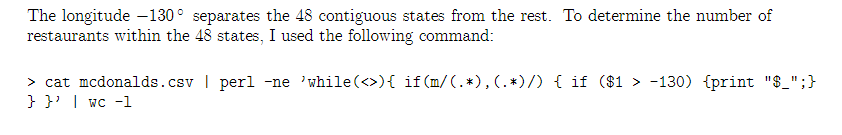 The longitude −130° separates the 48 contiguous states from the rest. To determine the number of
restaurants within the 48 states, I used the following command:
> cat mcdonalds.csv | perl -ne 'while(<>){ if(m/(.*),(.*)/) { if ($1 > -130) {print "$_";}
} }' | wc -l